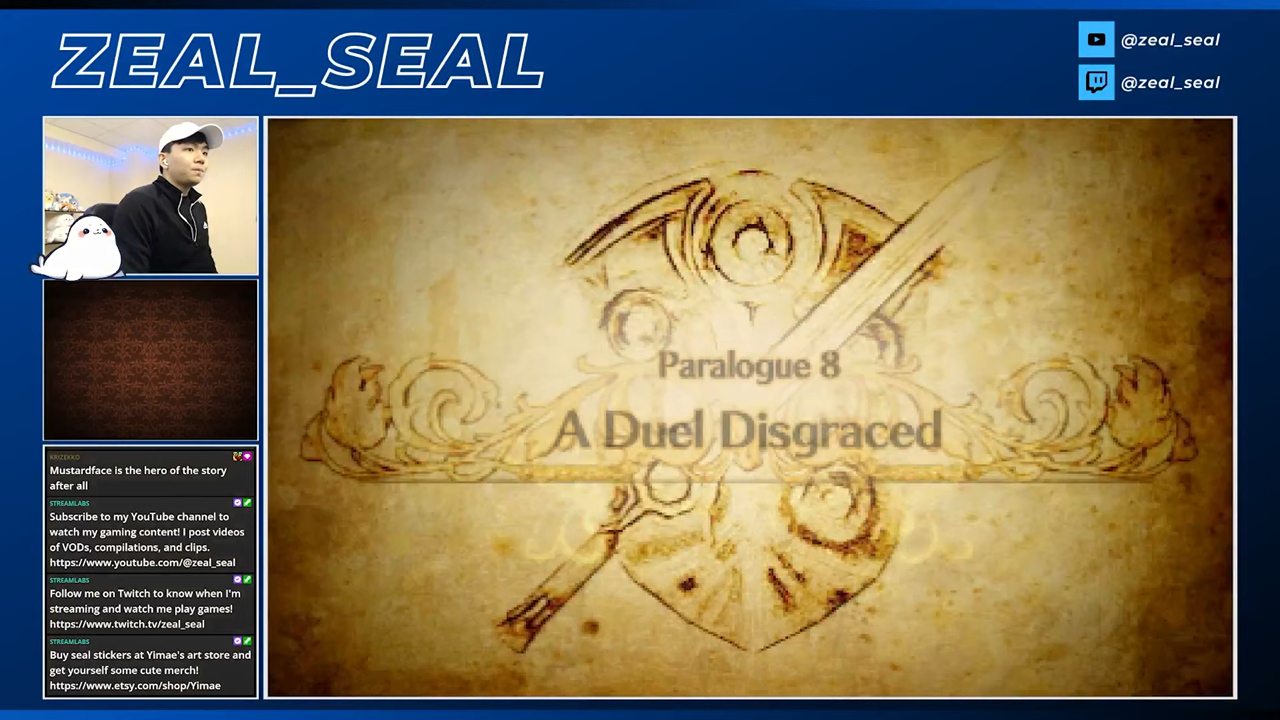 ZEAL_SEAL
@zeal_seal
@zeal_seal
Paralogue 8
A Duel Disgraced
KRIZEKKO
Mustardface is the hero of the story
after all
STREAMLABS
Subscribe to my YouTube channel to
watch my gaming content! I post videos
of VODs, compilations, and clips.
https://www.youtube.com/@zeal_seal
STREAMLABS
Follow me on Twitch to know when I'm
streaming and watch me play games!
https://www.twitch.tv/zeal_seal
STREAMLABS
Buy seal stickers at Yimae's art store and
get yourself some cute merch!
https://www.etsy.com/shop/Yimae